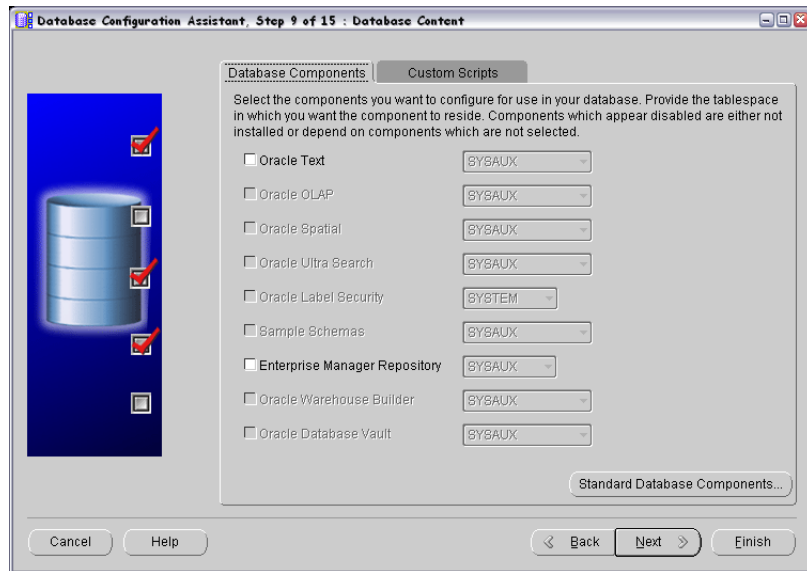 Database Configuration Assistant, Step 9 of 15 : Database Content
Database Components
Custom Scripts
Select the components you want to configure for use in your database. Provide the tablespace
in which you want the component to reside. Components which appear disabled are either not
installed or depend on components which are not selected.
Oracle Text SYSAUX
Oracle OLAP SYSAUX
Oracle Spatial SYSAUX
Oracle Ultra Search SYSAUX
Oracle Label Security SYSTEM
Sample Schemas SYSAUX
Enterprise Manager Repository SYSAUX
Oracle Warehouse Builder SYSAUX
Oracle Database Vault SYSAUX
Standard Database Components...
Cancel Help Back Next Finish